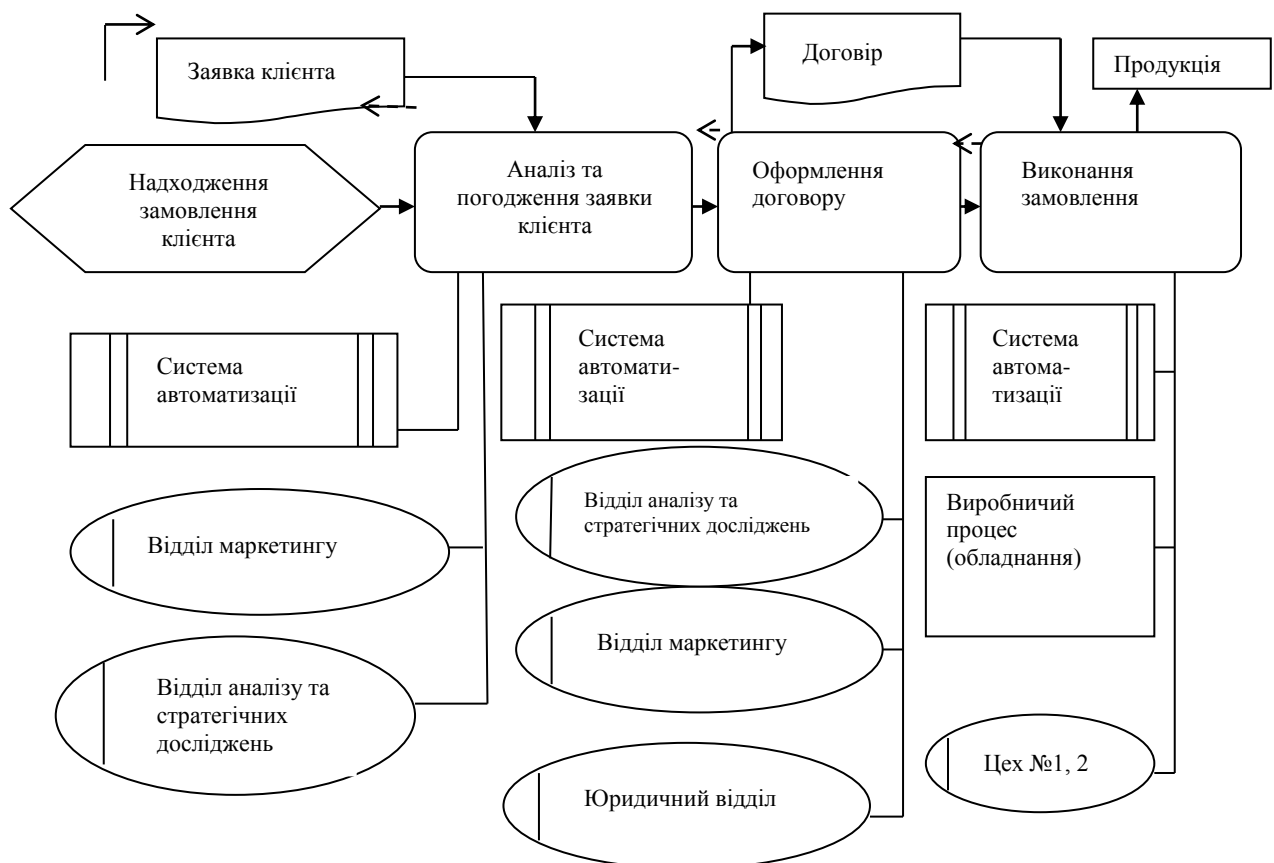 Заявка клієнта
Договір
Продукція
Надходження
замовлення
клієнта
Аналіз та
погодження заявки
клієнта
Оформлення
договору
Виконання
замовлення
Система
автоматизації
Система
автомати-
зації
Система
автома-
тизації
Відділ маркетингу
Відділ аналізу та
стратегічних досліджень
Виробничий
процес
(обладнання)
Відділ аналізу та
стратегічних
досліджень
Відділ маркетингу
Юридичний відділ
Цех №1, 2